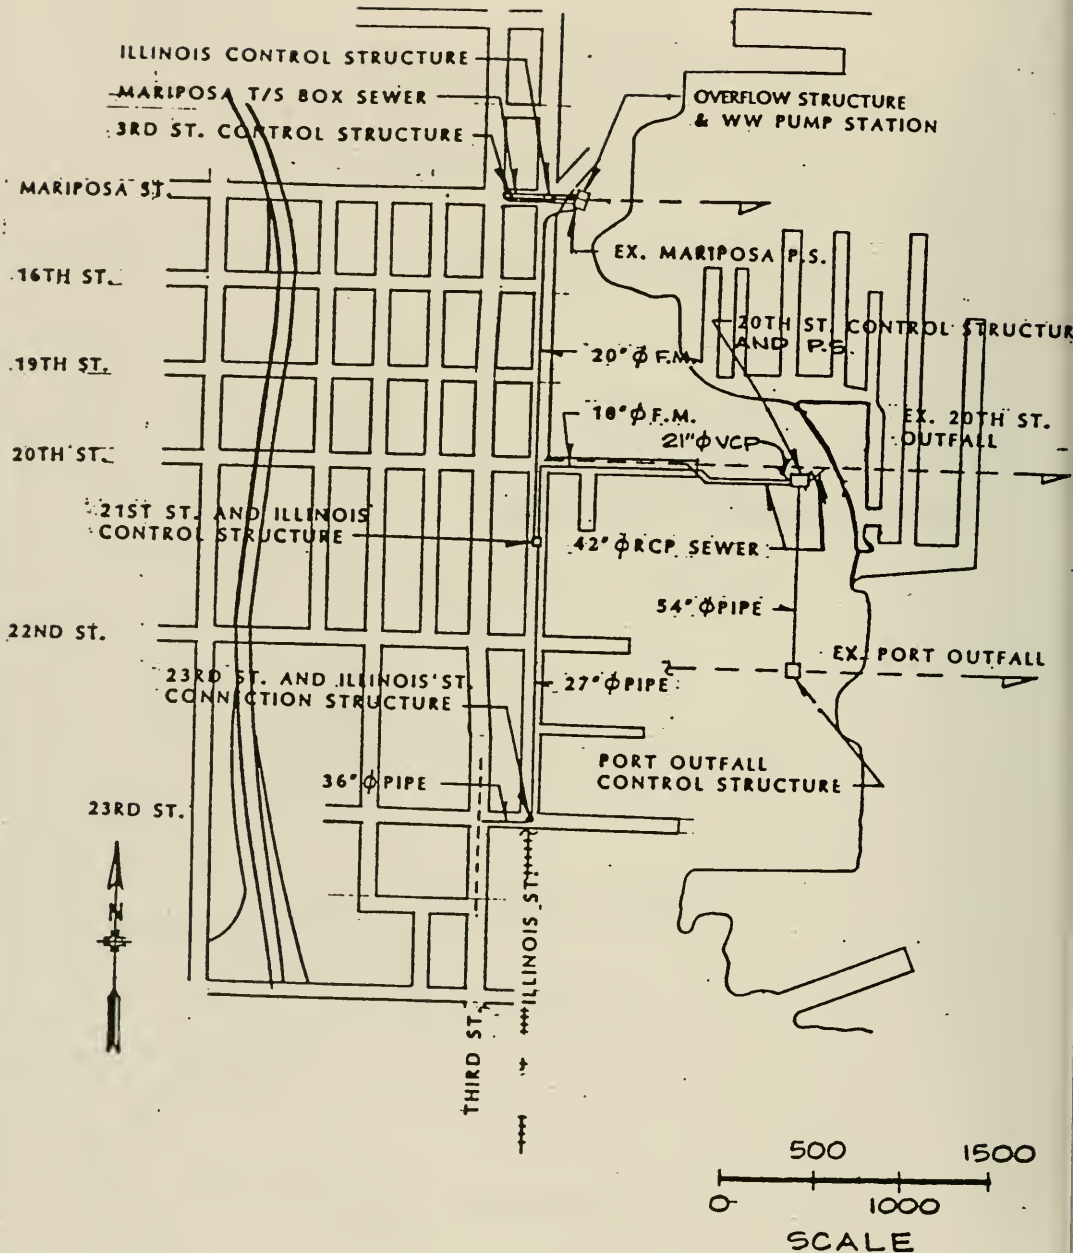 ILLINOIS CONTROL STRUCTURE
MARIPOSA T/S BOX SEWER
3RD ST. CONTROL STRUCTURE
OVERFLOW STRUCTURE
& WW PUMP STATION
MARIPOSA ST.
EX. MARIPOSA P.S.
16TH ST.
20TH ST. CONTROL STRUCTUR
AND P.S.
19TH ST.
20" Ø F.M.
18" Ø F.M.
21" Ø VCP
EX. 20TH ST.
OUTFALL
20TH ST.
21ST ST. AND ILLINOIS
CONTROL STRUCTURE
42" Ø RCP SEWER
54" Ø PIPE
22ND ST.
EX. PORT OUTFALL
23RD ST. AND ILLINOIS ST.
CONNECTION STRUCTURE
27" Ø PIPE
PORT OUTFALL
CONTROL STRUCTURE
36" Ø PIPE
23RD ST.
N
ILLINOIS ST.
THIRD ST.
500 1500
0 1000
SCALE